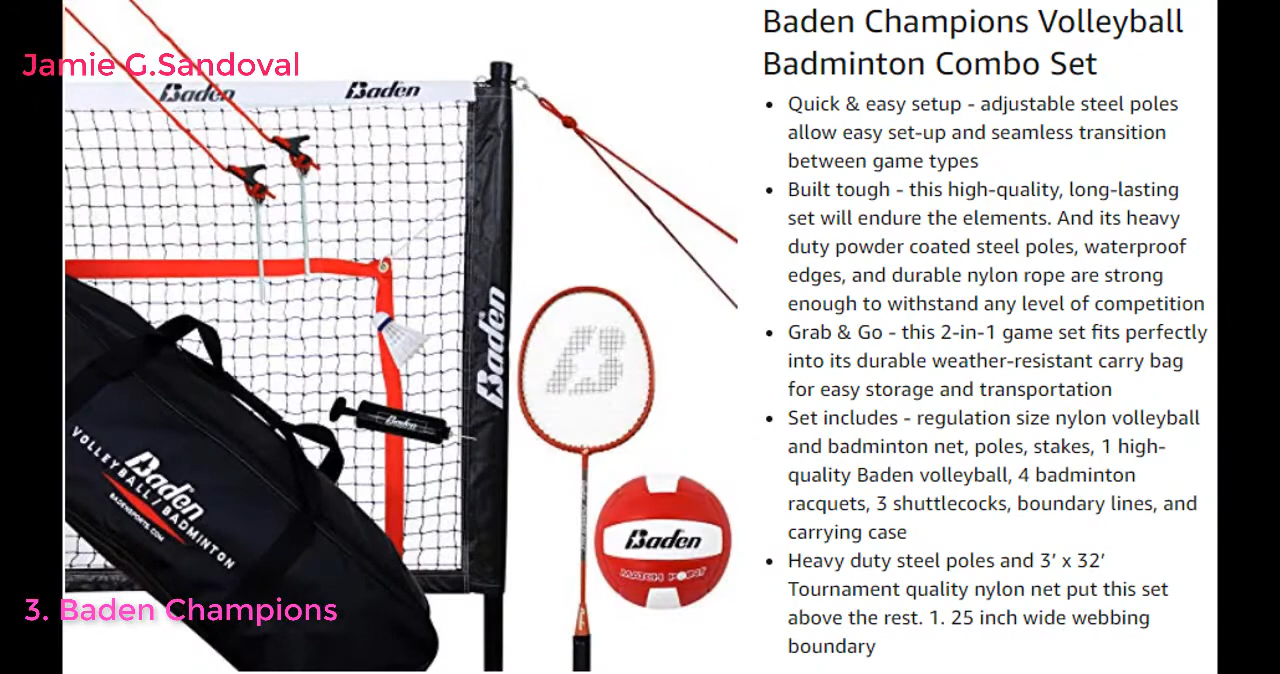 Jamie G.Sandoval
Baden
Baden
Baden
Baden
VOLLEYBALL / BADMINTON
Baden
BADENSPORTS.COM
Baden
MATCH POINT
Baden
3. Baden Champions
Baden Champions Volleyball
Badminton Combo Set
• Quick & easy setup - adjustable steel poles
allow easy set-up and seamless transition
between game types
• Built tough - this high-quality, long-lasting
set will endure the elements. And its heavy
duty powder coated steel poles, waterproof
edges, and durable nylon rope are strong
enough to withstand any level of competition
• Grab & Go - this 2-in-1 game set fits perfectly
into its durable weather-resistant carry bag
for easy storage and transportation
• Set includes - regulation size nylon volleyball
and badminton net, poles, stakes, 1 high-
quality Baden volleyball, 4 badminton
racquets, 3 shuttlecocks, boundary lines, and
carrying case
• Heavy duty steel poles and 3′ x 32′
Tournament quality nylon net put this set
above the rest. 1. 25 inch wide webbing
boundary